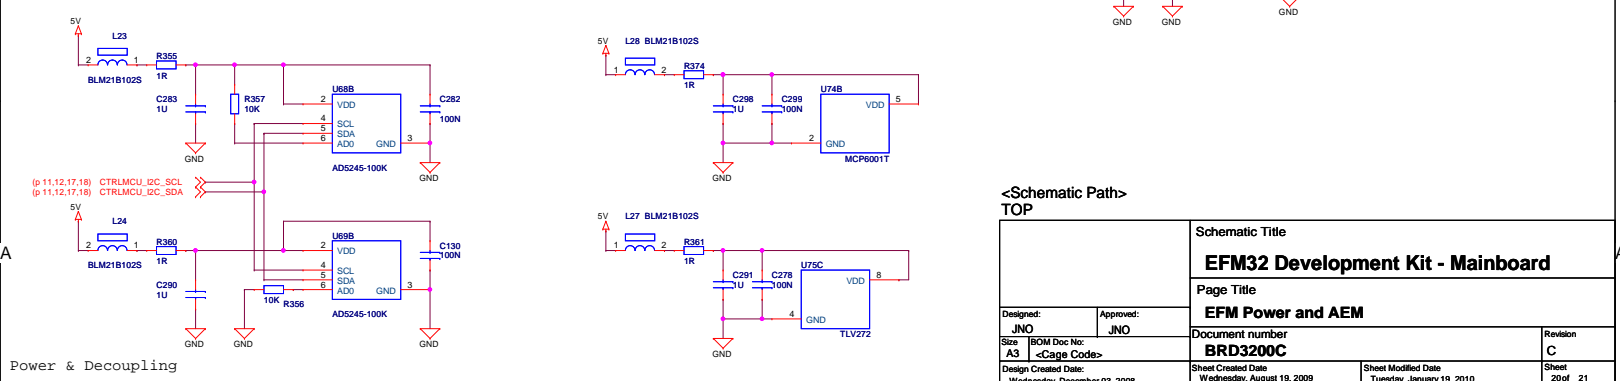 GND GND GND
5V
L23
2 1 R355
1R
BLM21B102S
C283
1U
R357
10K
U68B
2 VDD
4 SCL
5 SDA
6 AD0 GND 3
AD5245-100K
C282
100N
GND
GND
(p 11,12,17,18) CTRLMCU_I2C_SCL
(p 11,12,17,18) CTRLMCU_I2C_SDA
5V
L24
2 1 R360
1R
BLM21B102S
C290
1U
U69B
2 VDD
4 SCL
5 SDA
6 AD0 GND 3
10K R356
AD5245-100K
C130
100N
GND GND GND
5V
L28 BLM21B102S
1 2 R374
1R
C298
1U
C299
100N
U74B
VDD 5
2 GND
MCP6001T
GND
5V
L27 BLM21B102S
1 2 R361
1R
C291
1U
C278
100N
U75C
VDD 8
4 GND
TLV272
GND
A
Power & Decoupling
<Schematic Path>
TOP
Schematic Title
EFM32 Development Kit - Mainboard
Page Title
EFM Power and AEM
Designed: Approved:
JNO JNO
Document number Revision
BRD3200C C
Size BOM Doc No:
A3 <Cage Code>
Design Created Date: Sheet Created Date Sheet Modified Date Sheet
Wednesday, December 03, 2008 Wednesday, August 19, 2009 Tuesday, January 19, 2010 20 of 21